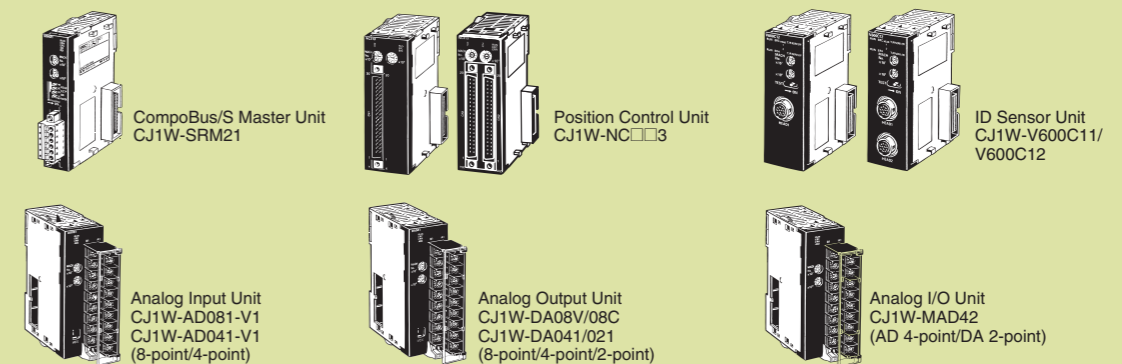 CompoBus/S Master Unit
CJ1W-SRM21
Position Control Unit
CJ1W-NC□□3
ID Sensor Unit
CJ1W-V600C11/
V600C12
Analog Input Unit
CJ1W-AD081-V1
CJ1W-AD041-V1
(8-point/4-point)
Analog Output Unit
CJ1W-DA08V/08C
CJ1W-DA041/021
(8-point/4-point/2-point)
Analog I/O Unit
CJ1W-MAD42
(AD 4-point/DA 2-point)